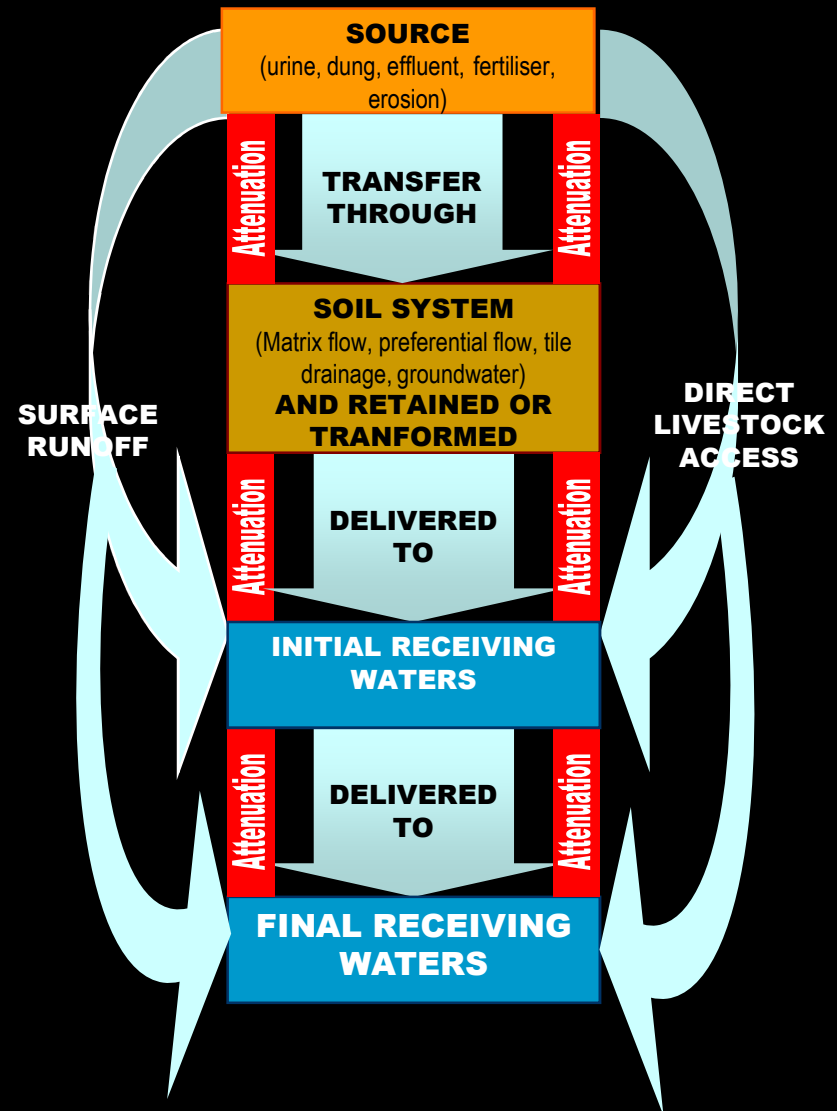 SOURCE
(urine, dung, effluent, fertiliser,
erosion)
Attenuation
TRANSFER
THROUGH
Attenuation
SOIL SYSTEM
(Matrix flow, preferential flow, tile
drainage, groundwater)
AND RETAINED OR
TRANFORMED
SURFACE
RUNOFF
DIRECT
LIVESTOCK
ACCESS
Attenuation
DELIVERED
TO
Attenuation
INITIAL RECEIVING
WATERS
Attenuation
DELIVERED
TO
Attenuation
FINAL RECEIVING
WATERS